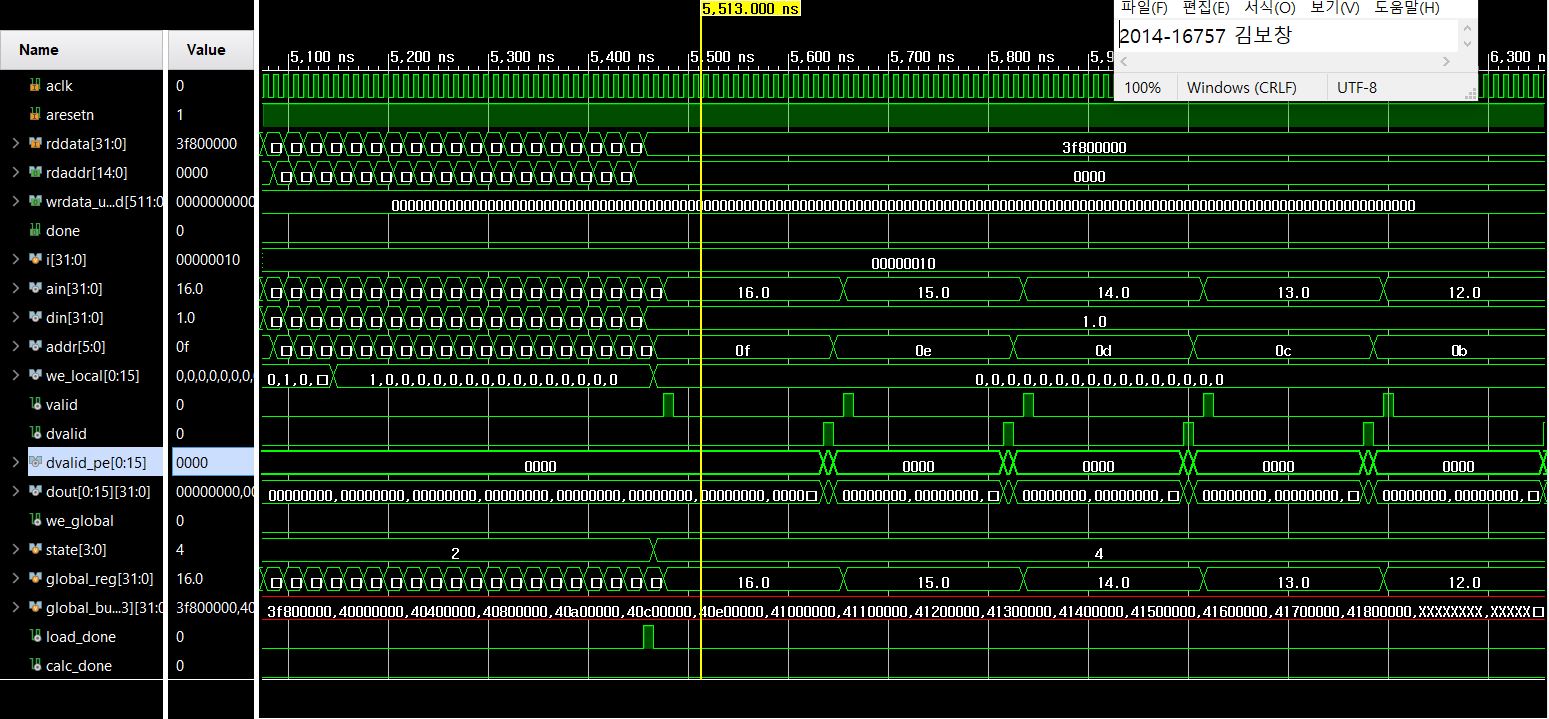 5,513.000 ns
파일(F) 편집(E) 서식(O) 보기(V) 도움말(H)
2014-16757 김보창
100% Windows (CRLF) UTF-8
Name Value
5,100 ns 5,200 ns 5,300 ns 5,400 ns 5,500 ns 5,600 ns 5,700 ns 5,800 ns 5,9 6,300 n
aclk 0
aresetn 1
rddata[31:0] 3f800000 3f800000
rdaddr[14:0] 0000 0000
wrdata_u...d[511:0
done 0
i[31:0] 00000010 00000010
ain[31:0] 16.0 16.0 15.0 14.0 13.0 12.0
din[31:0] 1.0 1.0
addr[5:0] 0f 0f 0e 0d 0c 0b
we_local[0:15] 0,0,0,0,0,0,0, 0,1,0, 1,0,0,0,0,0,0,0,0,0,0,0,0,0,0,0 0,0,0,0,0,0,0,0,0,0,0,0,0,0,0,0
valid 0
dvalid 0
dvalid_pe[0:15] 0000 0000 0000 0000 0000 0000
dout[0:15][31:0] 00000000,00 00000000,00000000,00000000,00000000,00000000,00000000,00000000,00000000,0000 00000000,00000000, 00000000,00000000, 00000000,00000000, 00000000,00000000,
we_global 0
state[3:0] 4 2 4
global_reg[31:0] 16.0 16.0 15.0 14.0 13.0 12.0
global_bu...3][31:0 3f800000,40 3f800000,40000000,40400000,40800000,40a00000,40c00000,40e00000,41000000,41100000,41200000,41300000,41400000,41500000,41600000,41700000,41800000,XXXXXXXX,XXXXX
load_done 0
calc_done 0